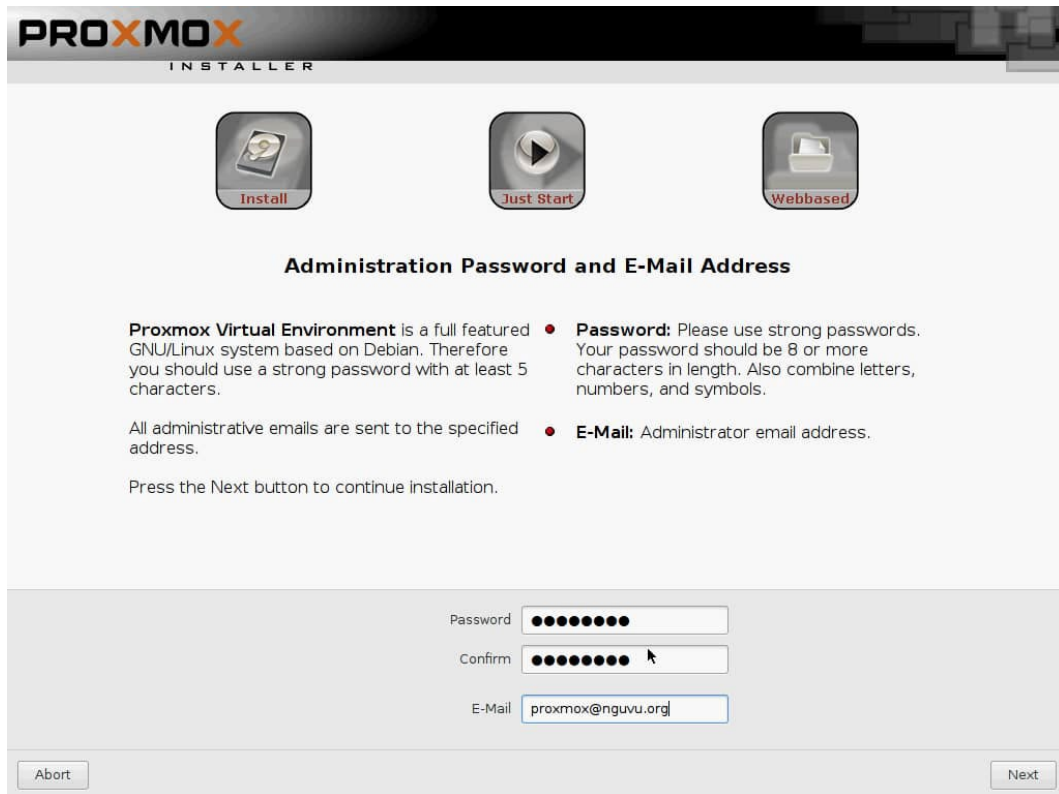 PROXMOX
INSTALLER
Install
Just Start
Webbased
Administration Password and E-Mail Address
Proxmox Virtual Environment is a full featured
GNU/Linux system based on Debian. Therefore
you should use a strong password with at least 5
characters.
All administrative emails are sent to the specified
address.
Press the Next button to continue installation.
Password: Please use strong passwords.
Your password should be 8 or more
characters in length. Also combine letters,
numbers, and symbols.
E-Mail: Administrator email address.
Password ●●●●●●●●
Confirm ●●●●●●●●
E-Mail proxmox@nguvu.org
Abort
Next